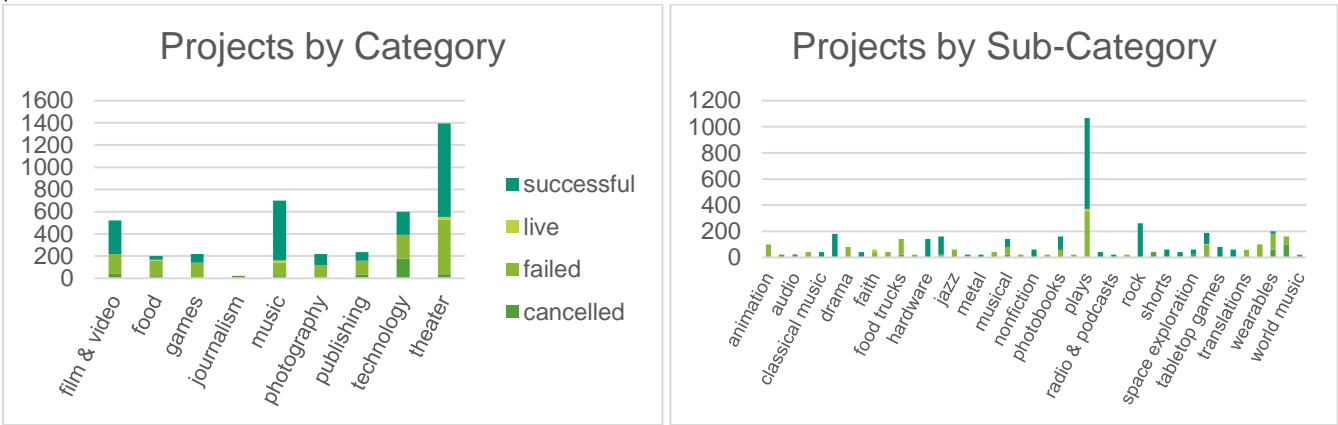 Projects by Category
1600
1400
1200
1000
800
600
400
200
0
film & video
food
games
journalism
music
photography
publishing
technology
theater
successful
live
failed
cancelled
Projects by Sub-Category
1200
1000
800
600
400
200
0
animation
audio
classical music
drama
faith
food trucks
hardware
jazz
metal
musical
nonfiction
photobooks
plays
radio & podcasts
rock
shorts
space exploration
tabletop games
translations
wearables
world music